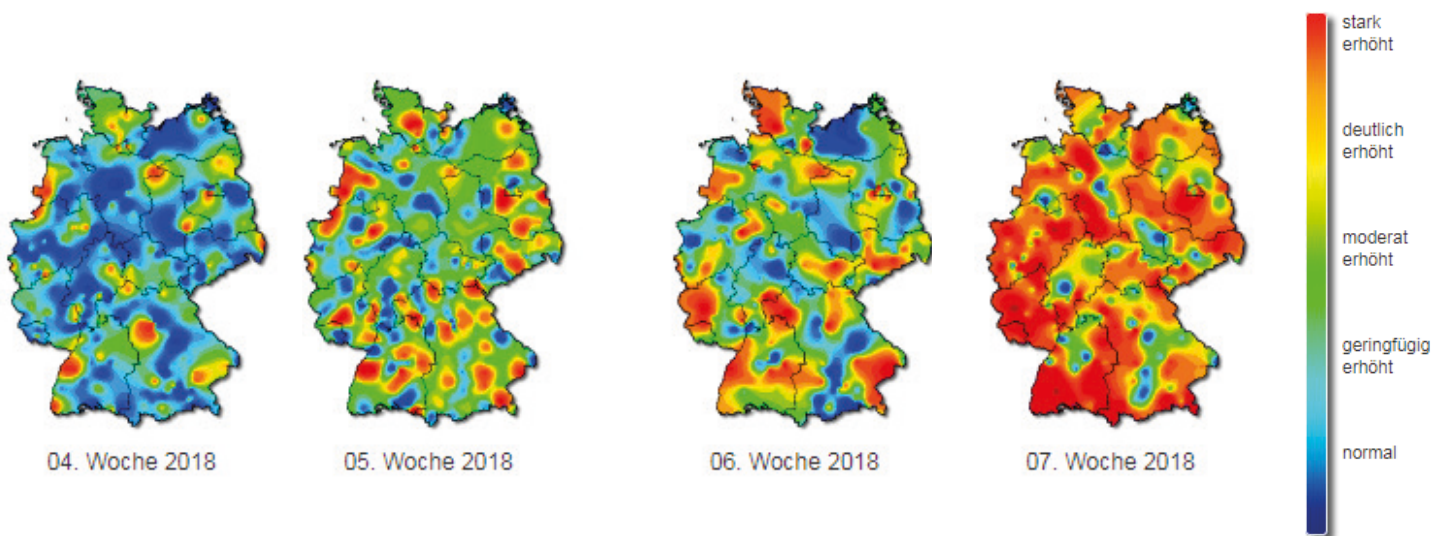 stark
erhöht
deutlich
erhöht
moderat
erhöht
geringfügig
erhöht
normal
04. Woche 2018
05. Woche 2018
06. Woche 2018
07. Woche 2018